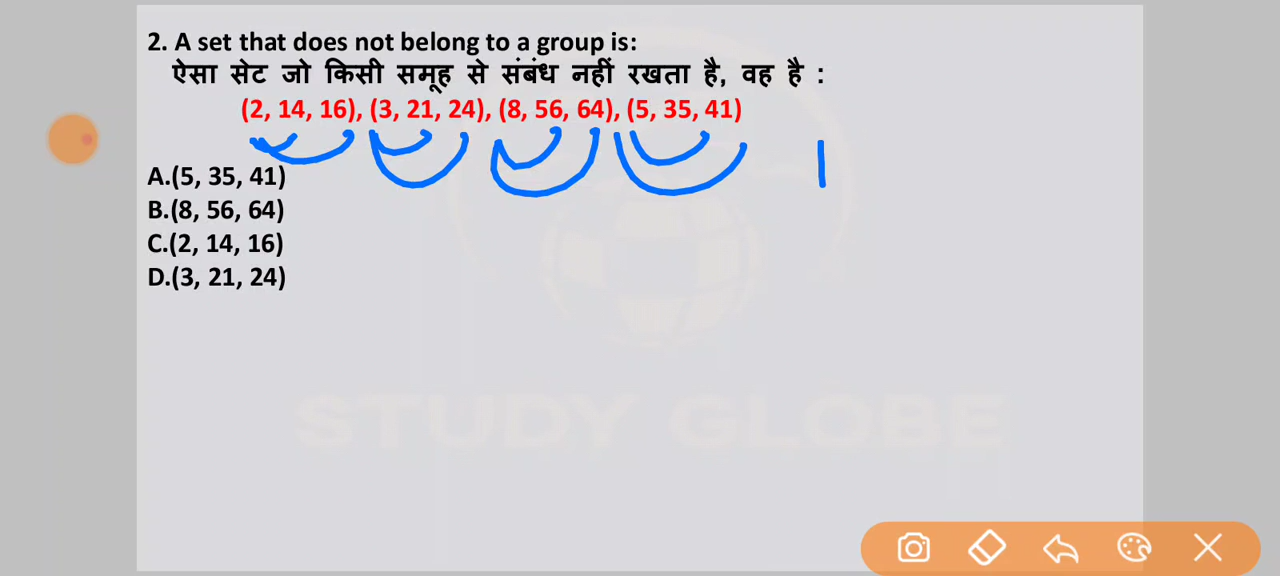 2. A set that does not belong to a group is:
ऐसा सेट जो किसी समूह से संबंध नहीं रखता है, वह है :
(2, 14, 16), (3, 21, 24), (8, 56, 64), (5, 35, 41)
A.(5, 35, 41)
B.(8, 56, 64)
C.(2, 14, 16)
D.(3, 21, 24)
STUDY GLOBE